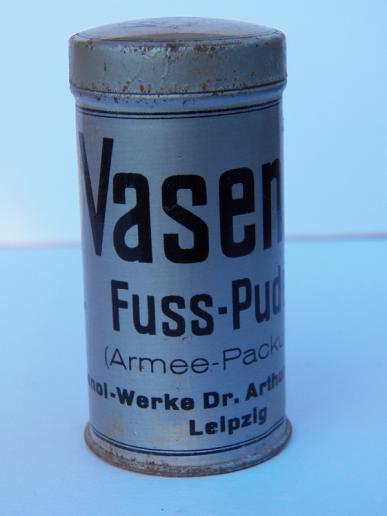 Vasen
Fuss-Pud
(Armee-Packu
nol-Werke Dr. Arthu
Leipzig